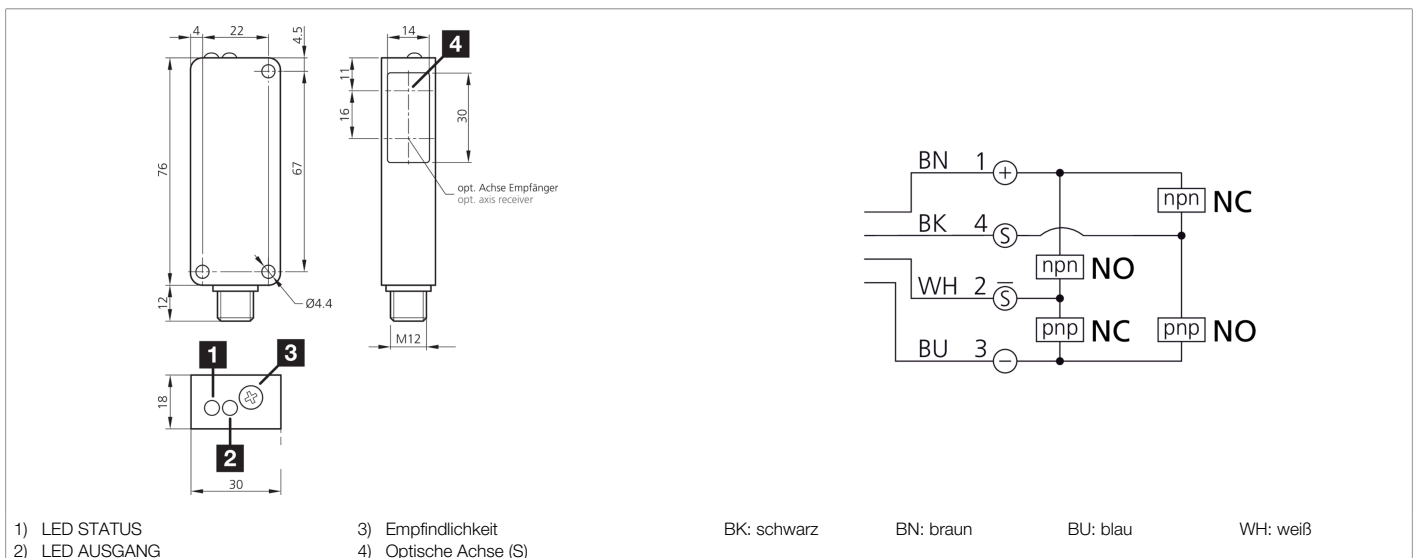 4 22 4.5
14
4
11
16
30
76
67
opt. Achse Empfänger
opt. axis receiver
12
Ø4.4
M12
1
3
18
2
30
BN 1 +
npn NC
BK 4 S
npn NO
WH 2 S̅
pnp NC pnp NO
BU 3 −
1) LED STATUS 3) Empfindlichkeit BK: schwarz BN: braun BU: blau WH: weiß
2) LED AUSGANG 4) Optische Achse (S)